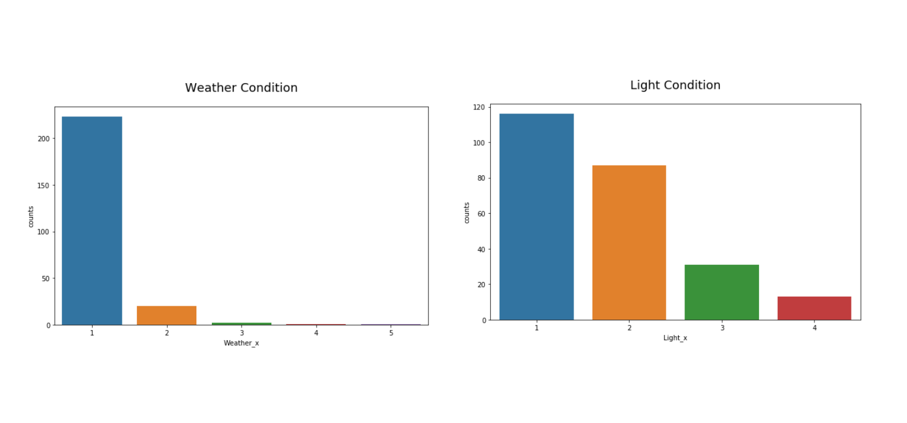 Weather Condition
200
150
100
50
0
counts
1 2 3 4 5
Weather_x
Light Condition
120
100
80
60
40
20
0
counts
1 2 3 4
Light_x